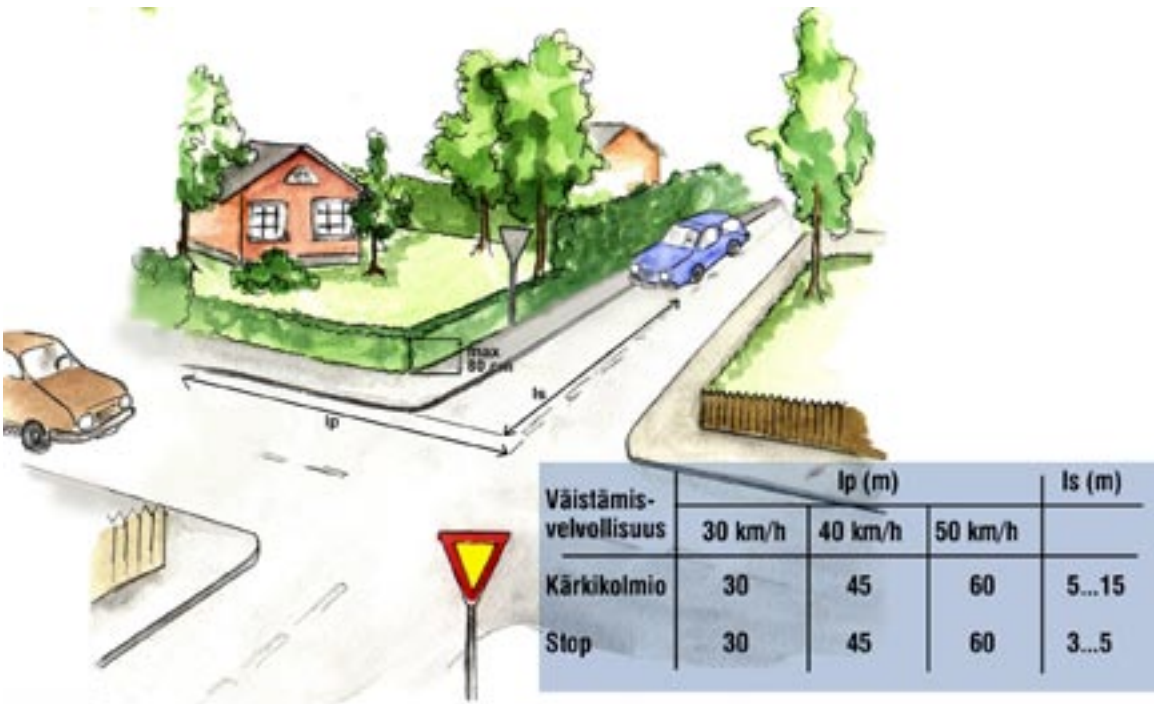 max
80 cm
ls
lp
Väistämis-
velvollisuus
lp (m)
ls (m)
30 km/h
40 km/h
50 km/h
Kärkikolmio 30 45 60 5...15
Stop 30 45 60 3...5